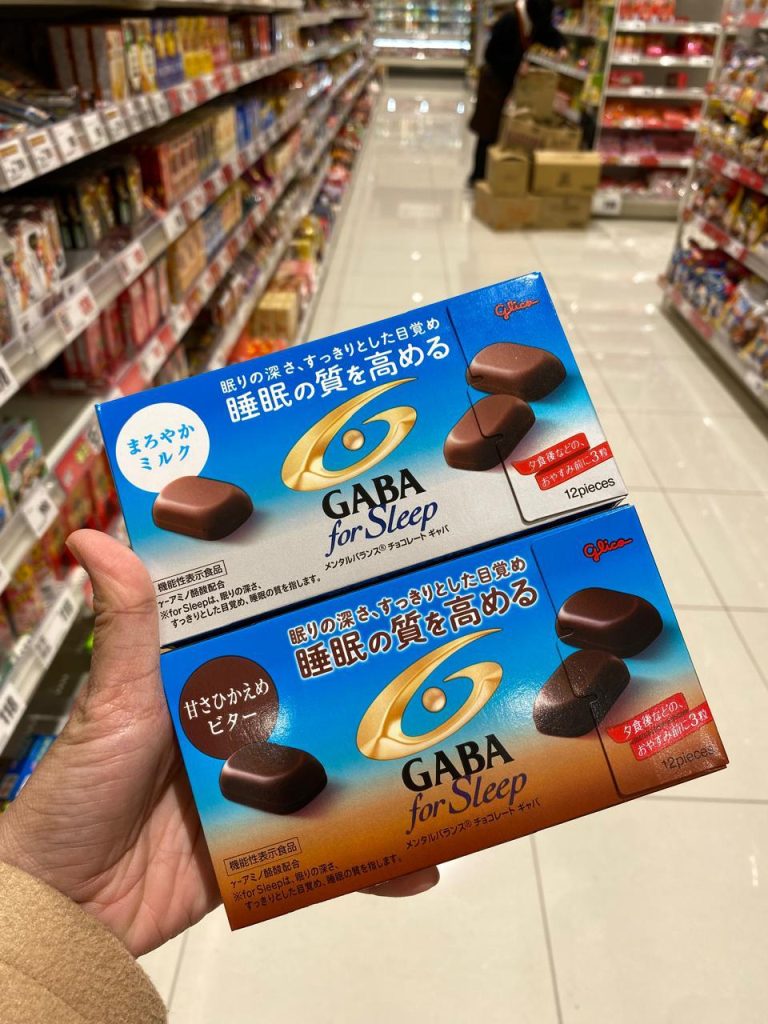 Glico
眠りの深さ、すっきりとした目覚め
睡眠の質を高める
まろやか
ミルク
GABA
for Sleep
メンタルバランス® チョコレート ギャバ
夕食後などの、
おやすみ前に3粒
12pieces
機能性表示食品
γ-アミノ酪酸配合
※for Sleepは、眠りの深さ、
すっきりとした目覚め、睡眠の質を指します。
Glico
眠りの深さ、すっきりとした目覚め
睡眠の質を高める
甘さひかえめ
ビター
GABA
for Sleep
メンタルバランス® チョコレート ギャバ
夕食後などの、
おやすみ前に3粒
12pieces
機能性表示食品
γ-アミノ酪酸配合
※for Sleepは、眠りの深さ、
すっきりとした目覚め、睡眠の質を指します。